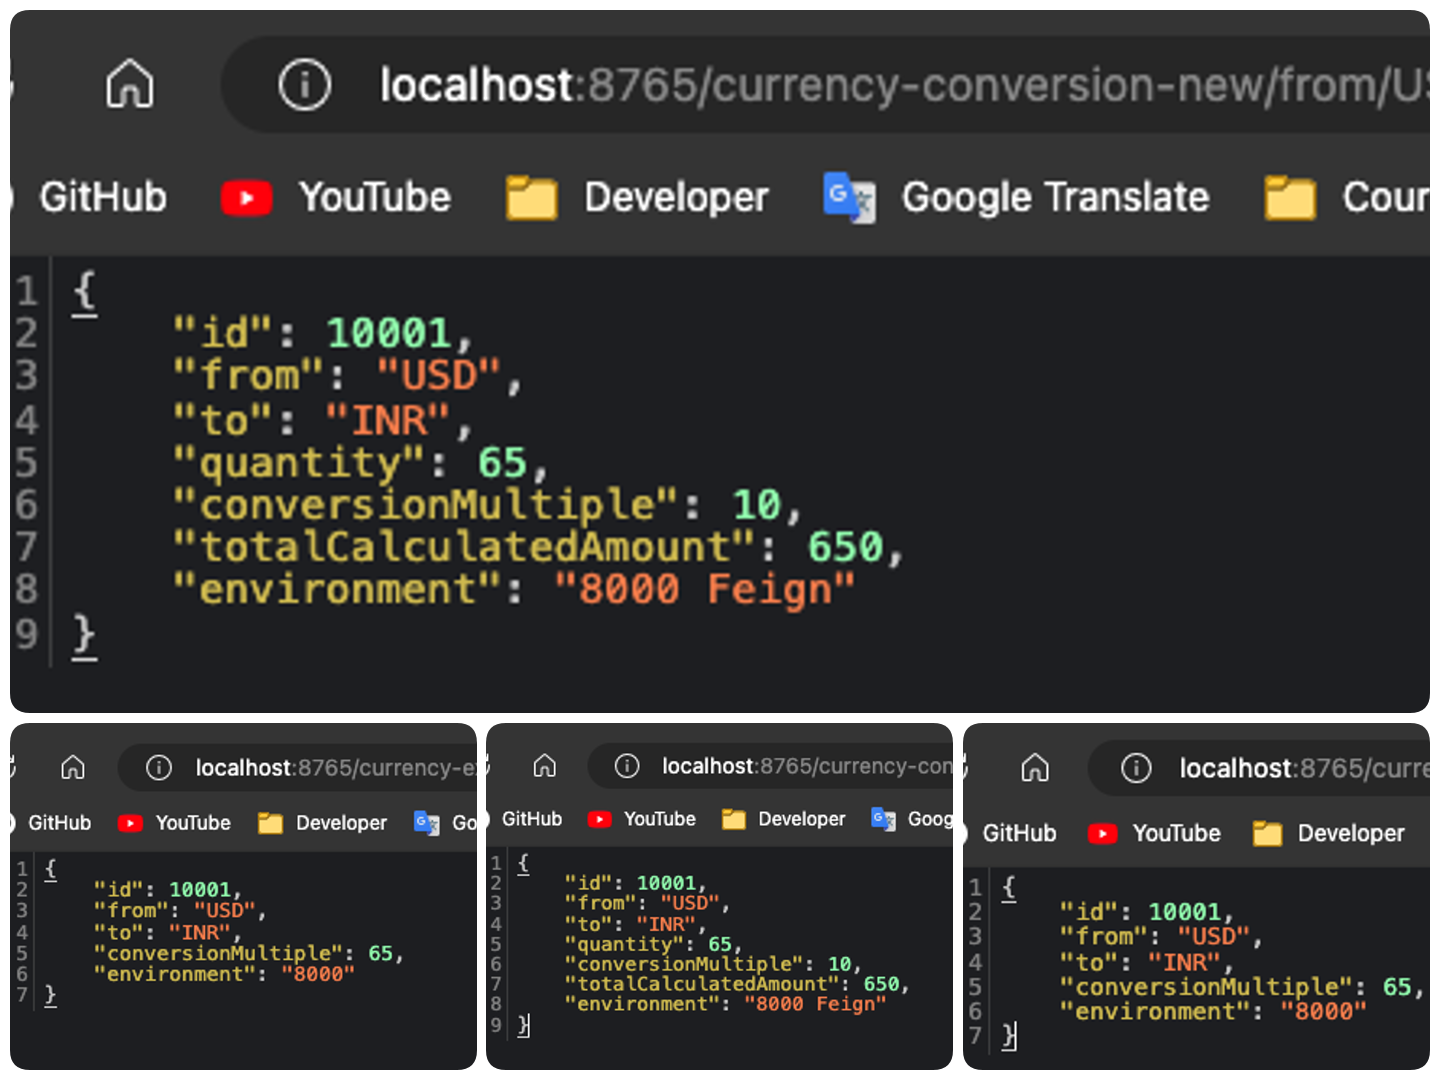 localhost:8765/currency-conversion-new/from/US
GitHub YouTube Developer Google Translate Cour
1 {
2 "id": 10001,
3 "from": "USD",
4 "to": "INR",
5 "quantity": 65,
6 "conversionMultiple": 10,
7 "totalCalculatedAmount": 650,
8 "environment": "8000 Feign"
9 }
localhost:8765/currency-e
GitHub YouTube Developer Go
1 {
2 "id": 10001,
3 "from": "USD",
4 "to": "INR",
5 "conversionMultiple": 65,
6 "environment": "8000"
7 }
localhost:8765/currency-con
GitHub YouTube Developer Goog
1 {
2 "id": 10001,
3 "from": "USD",
4 "to": "INR",
5 "quantity": 65,
6 "conversionMultiple": 10,
7 "totalCalculatedAmount": 650,
8 "environment": "8000 Feign"
9 }
localhost:8765/curre
GitHub YouTube Developer
1 {
2 "id": 10001,
3 "from": "USD",
4 "to": "INR",
5 "conversionMultiple": 65,
6 "environment": "8000"
7 }